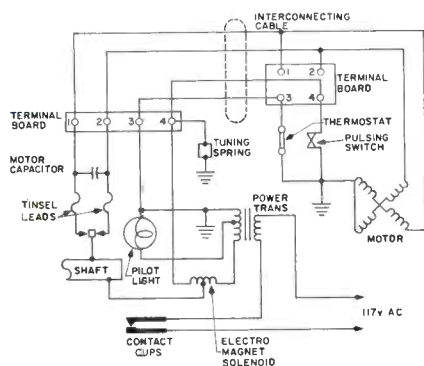 INTERCONNECTING
CABLE
1 2
TERMINAL
BOARD
3 4
TERMINAL
BOARD
1 2 3 4
THERMOSTAT
PULSING
SWITCH
TUNING
SPRING
MOTOR
CAPACITOR
TINSEL
LEADS
POWER
TRANS
MOTOR
SHAFT
PILOT
LIGHT
117V AC
CONTACT
CUPS
ELECTRO
MAGNET
SOLENOID